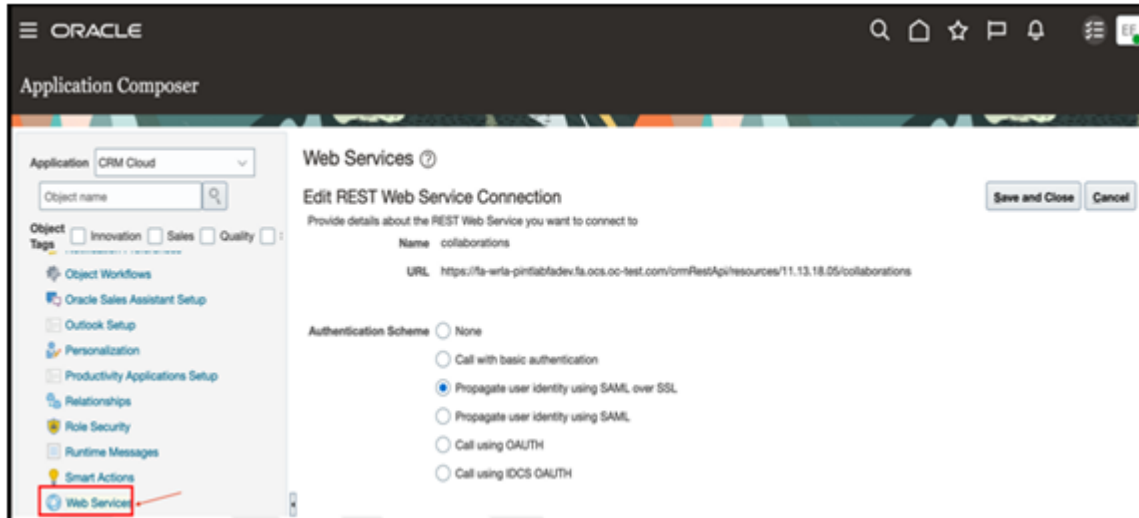 ORACLE
EE
Application Composer
Application CRM Cloud
Object name
Object Tags Innovation Sales Quality
Object Workflows
Oracle Sales Assistant Setup
Outlook Setup
Personalization
Productivity Applications Setup
Relationships
Role Security
Runtime Messages
Smart Actions
Web Services
Web Services ?
Edit REST Web Service Connection
Save and Close Cancel
Provide details about the REST Web Service you want to connect to
Name collaborations
URL https://fa-wrla-pintlabfadev.fa.ocs.oc-test.com/crmRestApi/resources/11.13.18.05/collaborations
Authentication Scheme None
Call with basic authentication
Propagate user identity using SAML over SSL
Propagate user identity using SAML
Call using OAUTH
Call using IDCS OAUTH